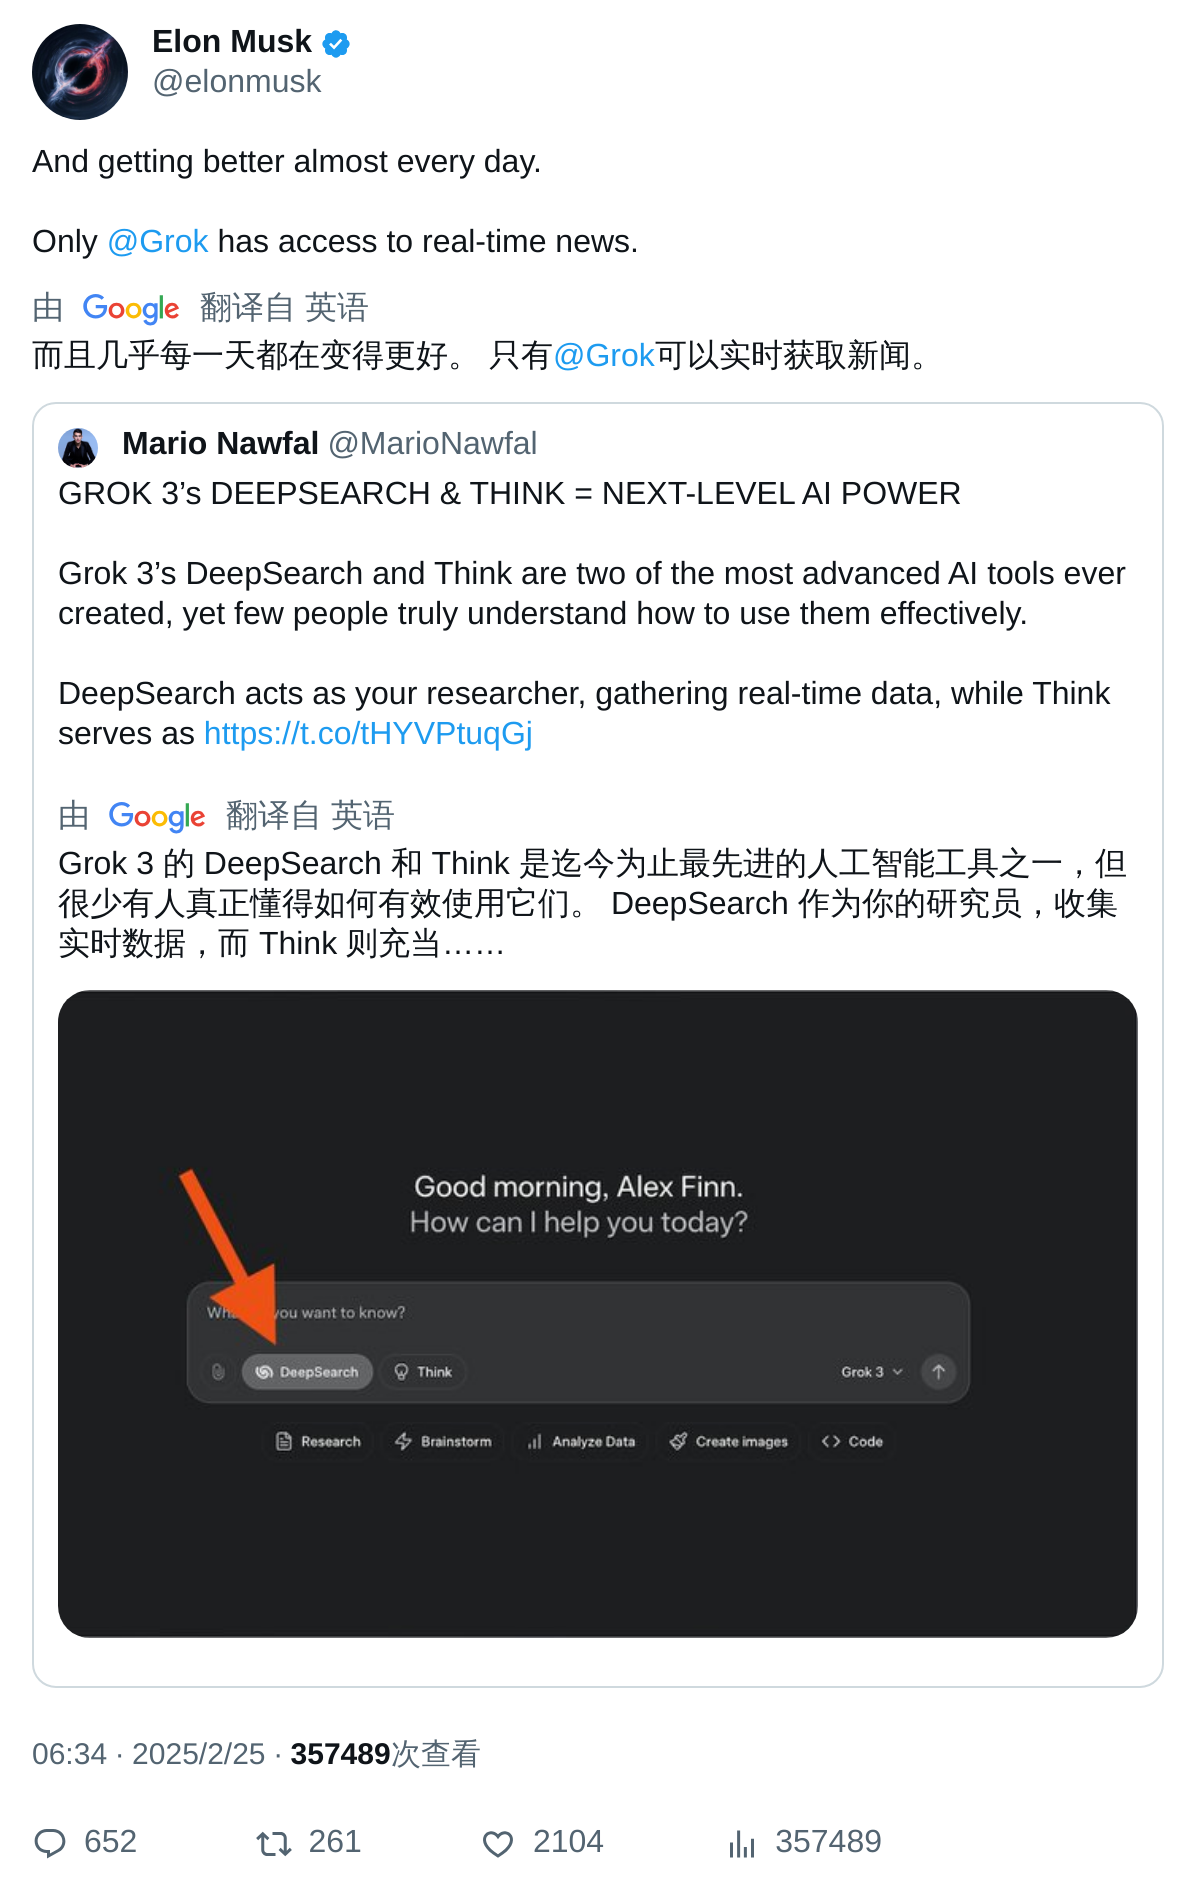 Elon Musk
@elonmusk
And getting better almost every day.
Only @Grok has access to real-time news.
由 Google 翻译自 英语
而且几乎每一天都在变得更好。 只有@Grok可以实时获取新闻。
Mario Nawfal @MarioNawfal
GROK 3’s DEEPSEARCH & THINK = NEXT-LEVEL AI POWER
Grok 3’s DeepSearch and Think are two of the most advanced AI tools ever
created, yet few people truly understand how to use them effectively.
DeepSearch acts as your researcher, gathering real-time data, while Think
serves as https://t.co/tHYVPtuqGj
由 Google 翻译自 英语
Grok 3 的 DeepSearch 和 Think 是迄今为止最先进的人工智能工具之一，但
很少有人真正懂得如何有效使用它们。 DeepSearch 作为你的研究员，收集
实时数据，而 Think 则充当……
Good morning, Alex Finn.
How can I help you today?
you want to know?
DeepSearch Think Grok 3
Research Brainstorm Analyze Data Create images Code
06:34 · 2025/2/25 · 357489次查看
652 261 2104 357489